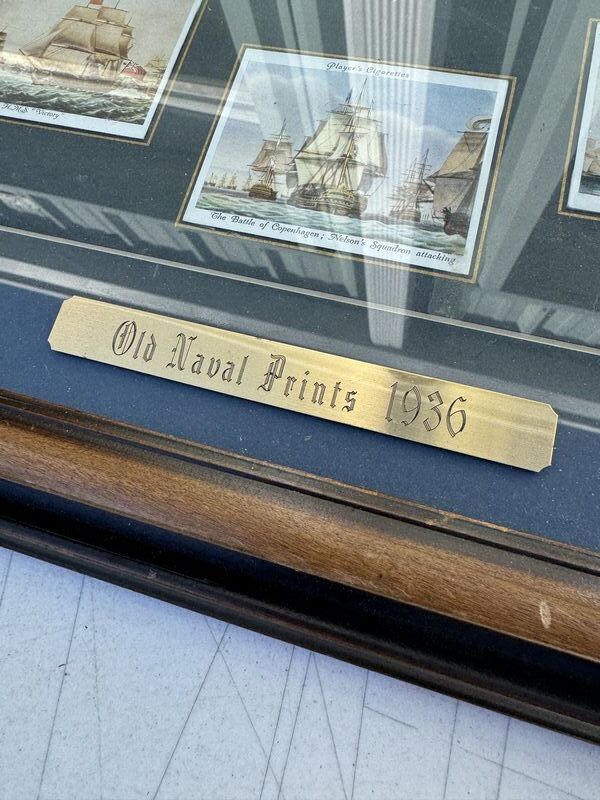 H.M.S "Victory"
Player's Cigarettes
The Battle of Copenhagen; Nelson's Squadron attacking.
Old Naval Prints 1936